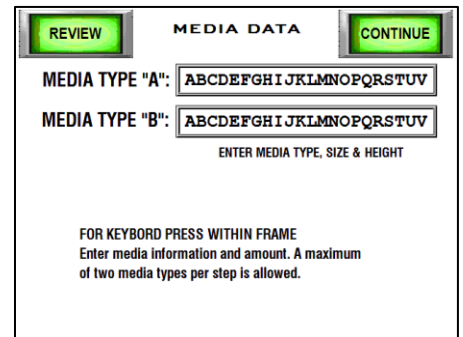 REVIEW MEDIA DATA CONTINUE
MEDIA TYPE "A": ABCDEFGHIJKLMNOPQRSTUV
MEDIA TYPE "B": ABCDEFGHIJKLMNOPQRSTUV
ENTER MEDIA TYPE, SIZE & HEIGHT
FOR KEYBORD PRESS WITHIN FRAME
Enter media information and amount. A maximum
of two media types per step is allowed.